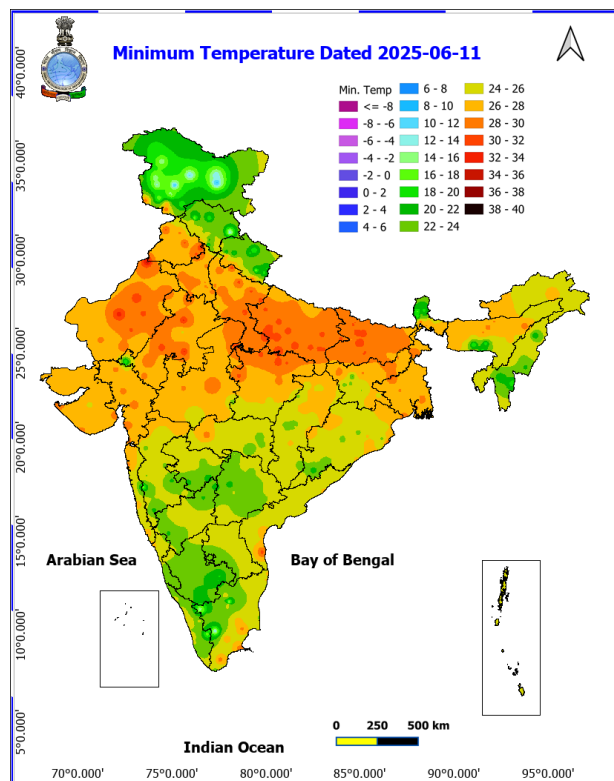 Minimum Temperature Dated 2025-06-11
Min. Temp
<= -8
-8 - -6
-6 - -4
-4 - -2
-2 - 0
0 - 2
2 - 4
4 - 6
6 - 8
8 - 10
10 - 12
12 - 14
14 - 16
16 - 18
18 - 20
20 - 22
22 - 24
24 - 26
26 - 28
28 - 30
30 - 32
32 - 34
34 - 36
36 - 38
38 - 40
40°0.000'
35°0.000'
30°0.000'
25°0.000'
20°0.000'
15°0.000'
10°0.000'
5°0.000'
Arabian Sea
Bay of Bengal
Indian Ocean
0 250 500 km
70°0.000' 75°0.000' 80°0.000' 85°0.000' 90°0.000' 95°0.000'